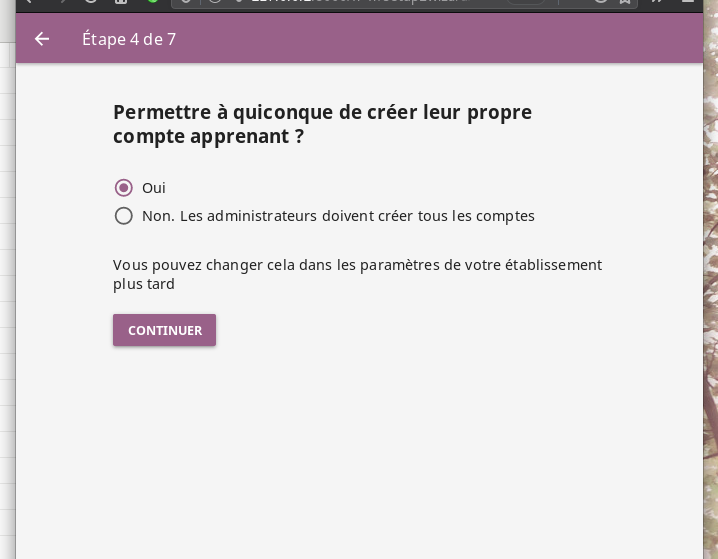 Étape 4 de 7
Permettre à quiconque de créer leur propre
compte apprenant ?
Oui
Non. Les administrateurs doivent créer tous les comptes
Vous pouvez changer cela dans les paramètres de votre établissement
plus tard
CONTINUER